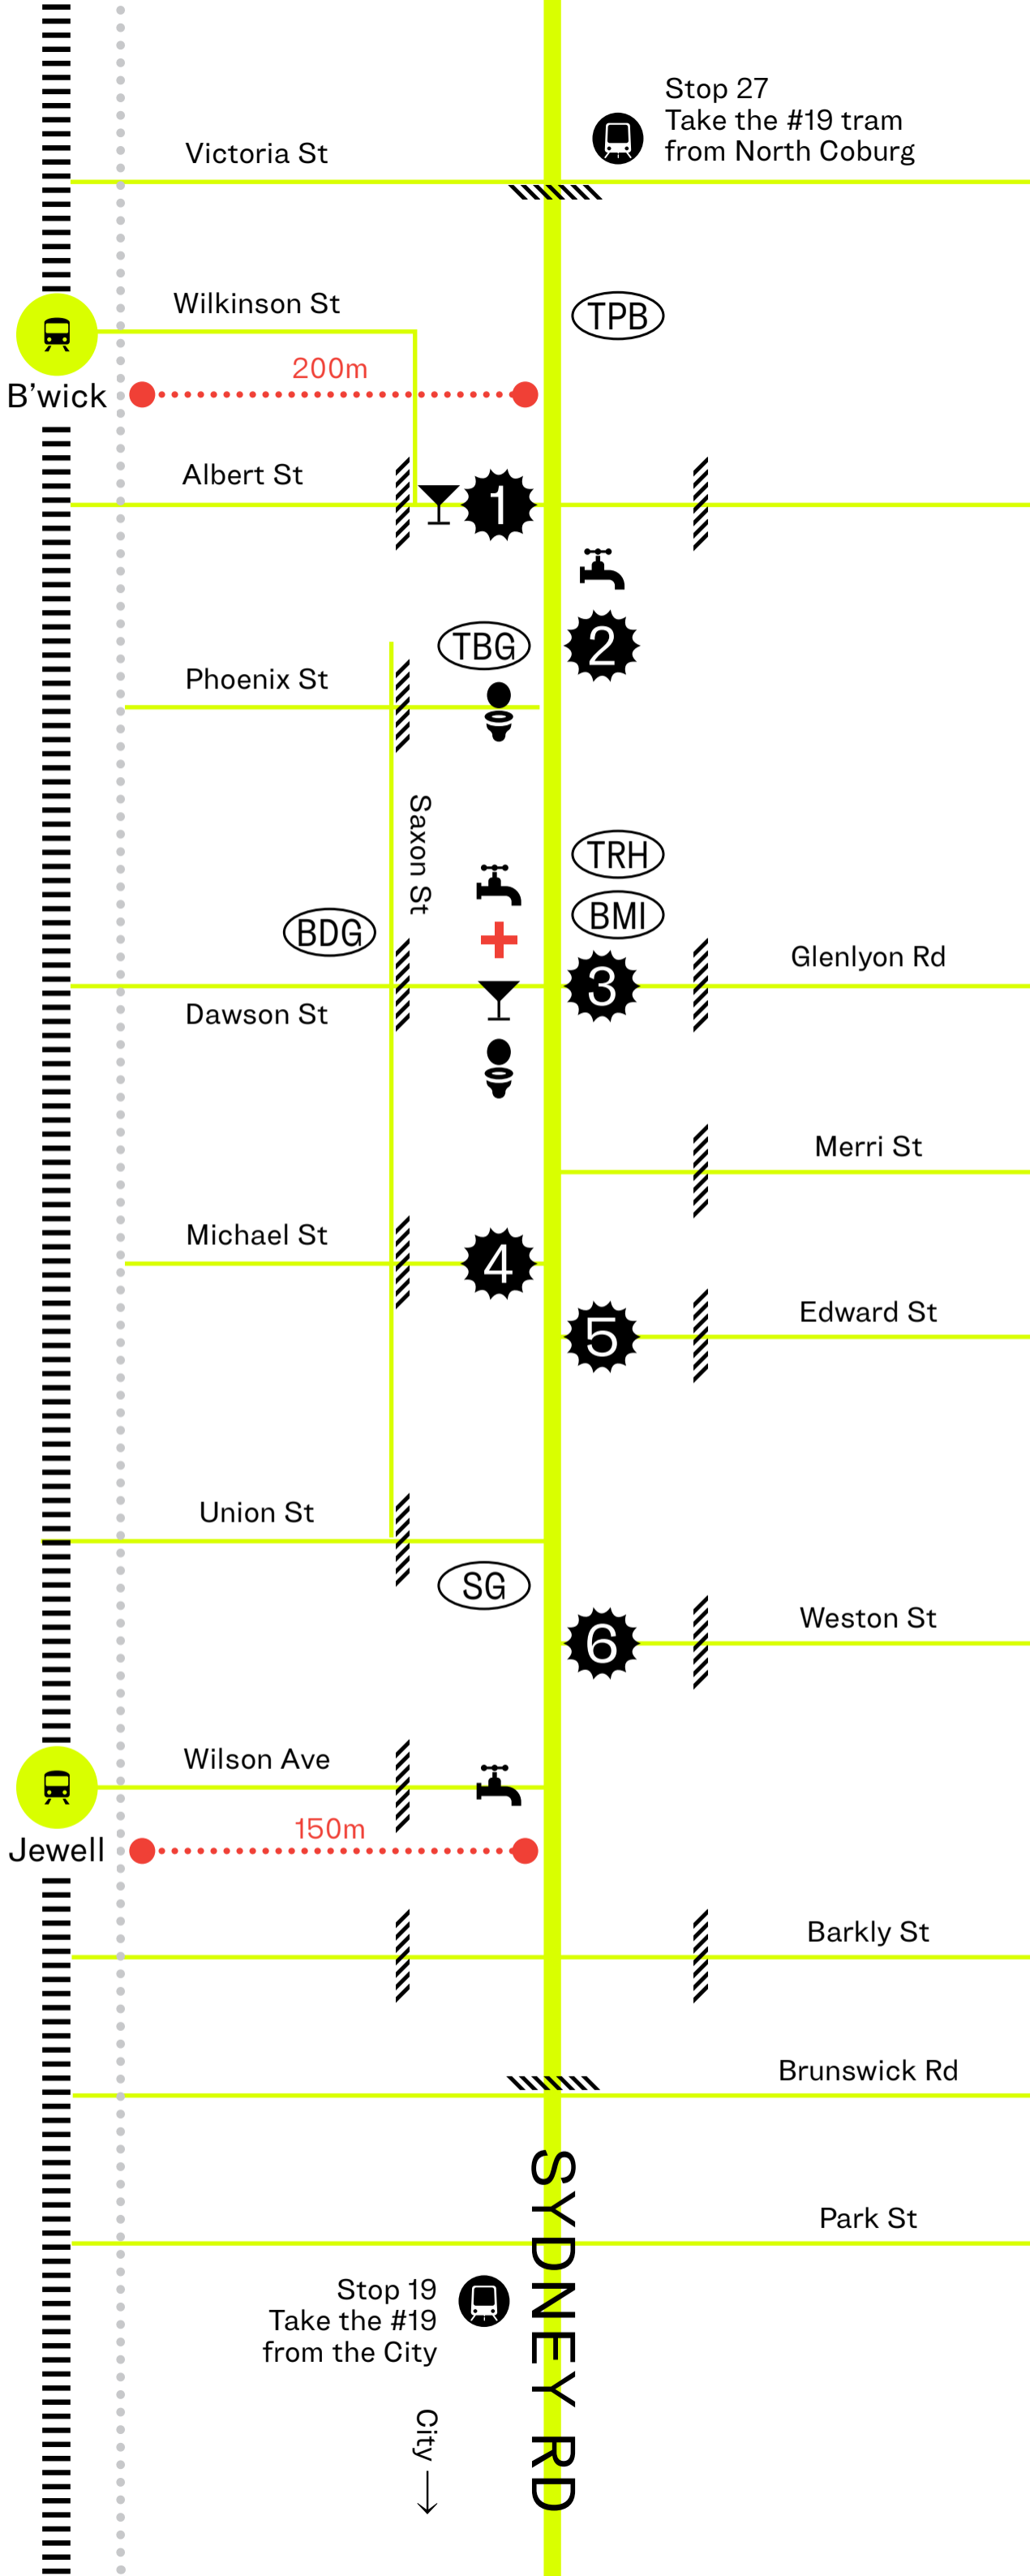 Stop 27
Take the #19 tram
from North Coburg
Victoria St
Wilkinson St
TPB
200m
B’wick
Albert St
1
2
TBG
Phoenix St
Saxon St
TRH
BMI
BDG
Glenlyon Rd
3
Dawson St
Merri St
Michael St
4
Edward St
5
Union St
SG
Weston St
6
Wilson Ave
150m
Jewell
Barkly St
Brunswick Rd
SYDNEY RD
Park St
Stop 19
Take the #19
from the City
City